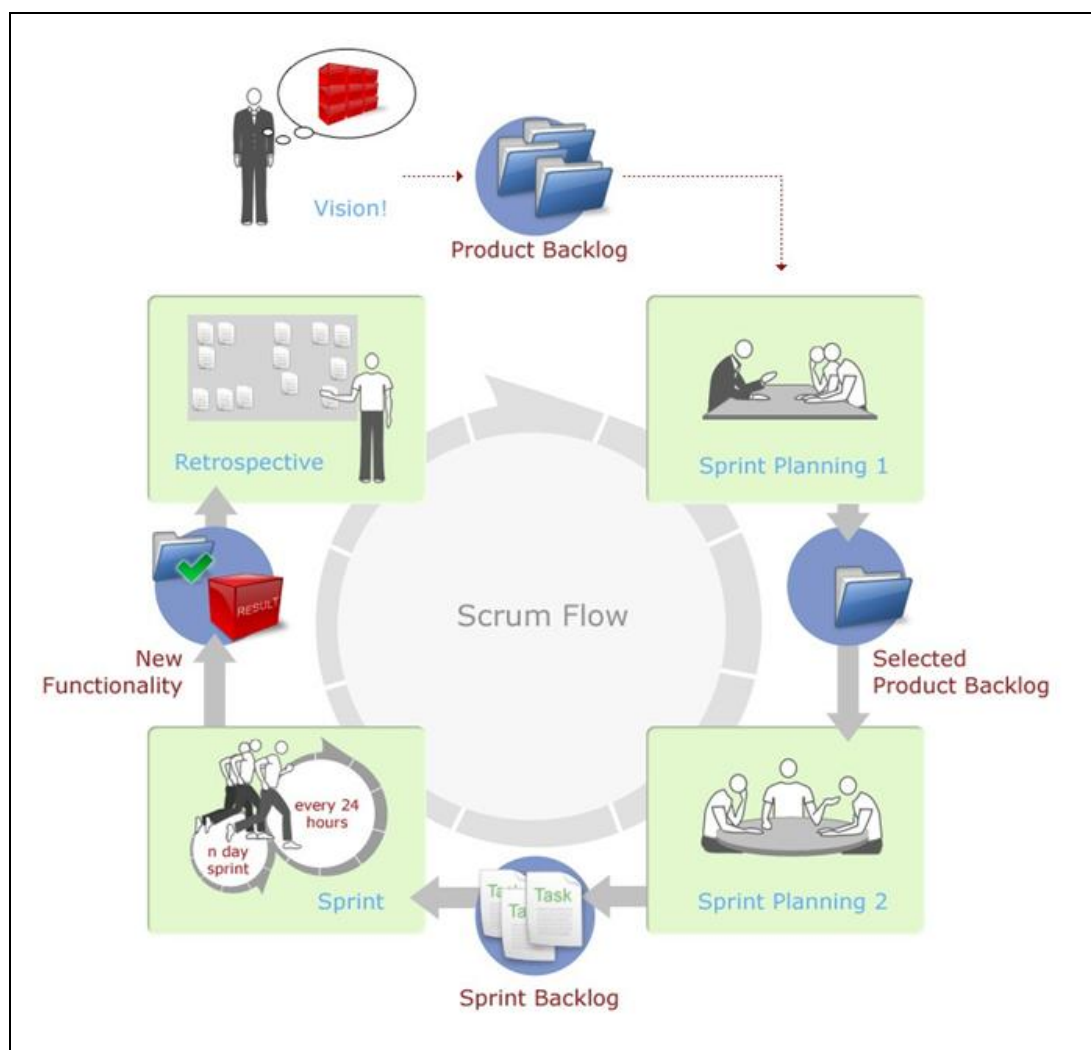 Vision!
Product Backlog
Retrospective
Sprint Planning 1
RESULT
Scrum Flow
New
Functionality
Selected
Product Backlog
every 24
hours
n day
sprint
Sprint
Task
Sprint Planning 2
Sprint Backlog